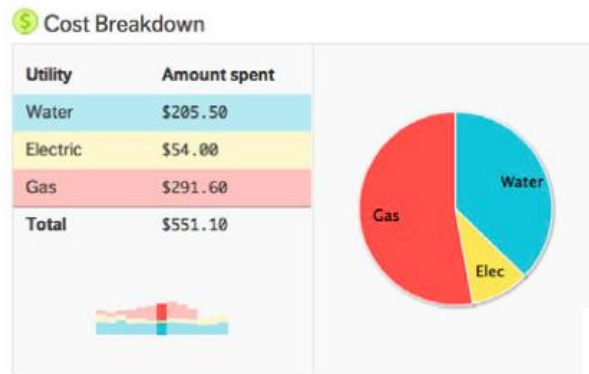 $ Cost Breakdown
Utility Amount spent
Water $205.50
Electric $54.00
Gas $291.60
Total $551.10
Water
Gas
Elec